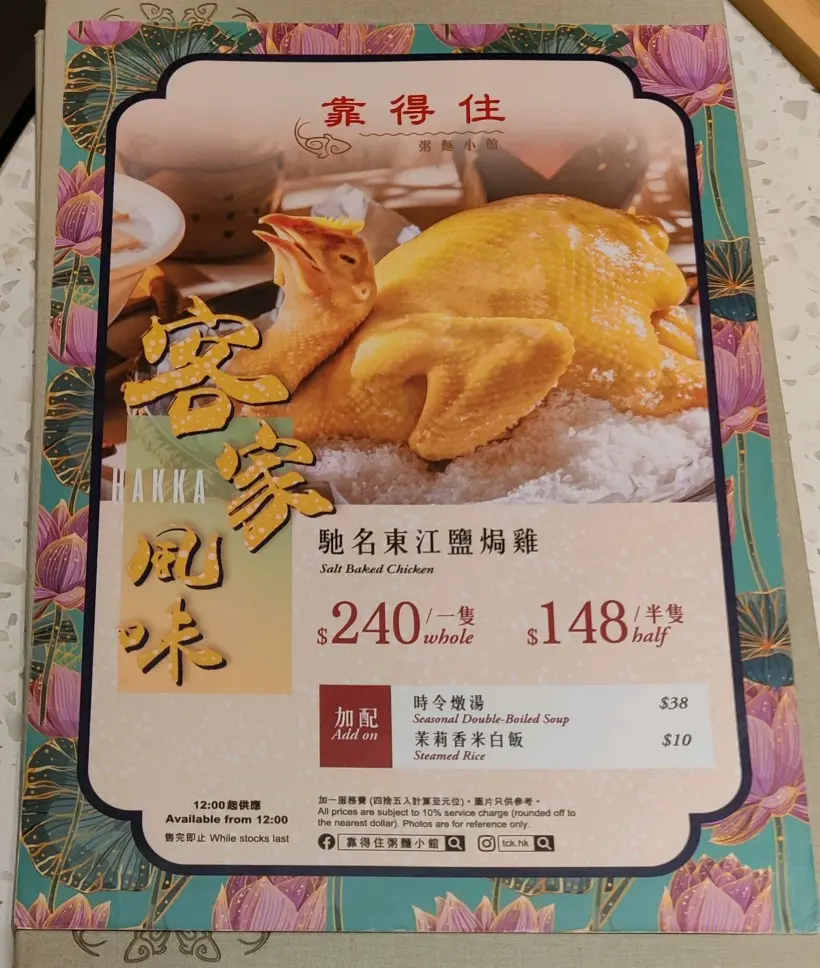 靠得住
粥麵小館
客家
HAKKA
風味
馳名東江鹽焗雞
Salt Baked Chicken
$240/一隻 whole
$148/半隻 half
加配
Add on
時令燉湯 $38
Seasonal Double-Boiled Soup
茉莉香米白飯 $10
Steamed Rice
12:00起供應
Available from 12:00
售完即止 While stocks last
加一服務費 (四捨五入計算至元位)。圖片只供參考。
All prices are subject to 10% service charge (rounded off to
the nearest dollar). Photos are for reference only.
靠得住粥麵小館 tck.hk